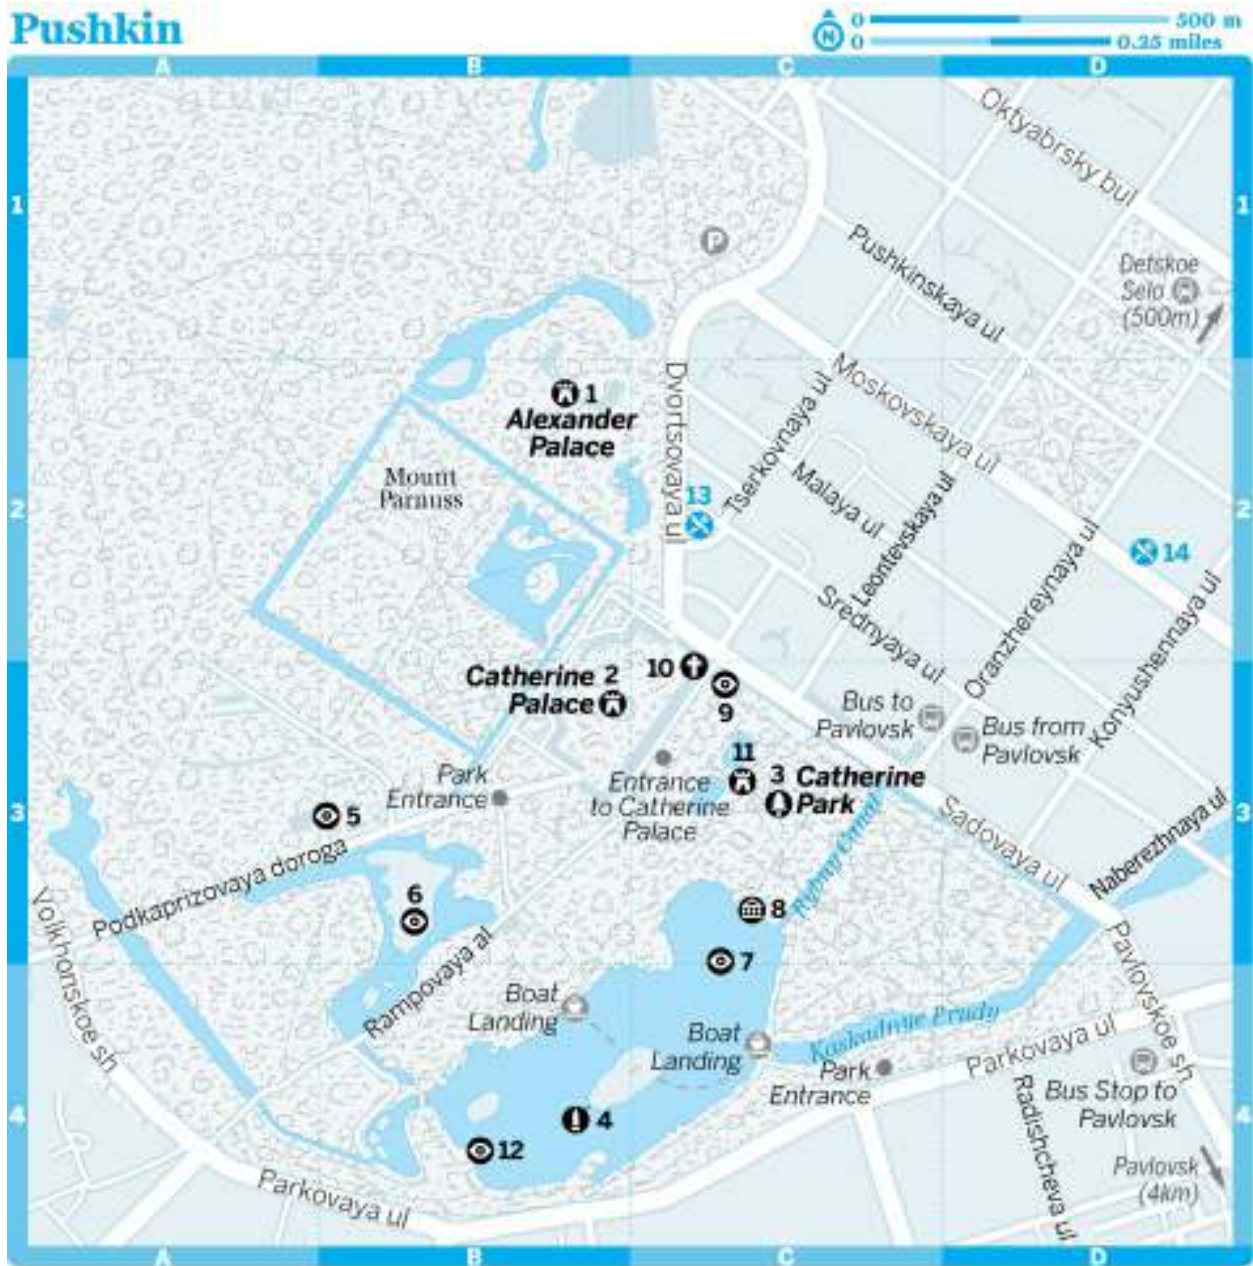 Pushkin
0 500 m
N
0 0.25 miles
A B C D
Oktyabrsky bul
1 1
P
Pushkinskaya ul
Detskoe
Selo
(500m)
Dvortsovaya ul
Moskovskaya ul
1
Alexander
Palace
Tserkovnaya ul
Mount
Parnuss
Malaya ul
Leontevskaya ul
13
2 2
14
Oranzhereynaya ul
Srednyaya ul
Konyushennaya ul
10
Catherine 2
Palace
9
Bus to
Pavlovsk
Bus from
Pavlovsk
11
3 Catherine
Park
Park
Entrance
Entrance
to Catherine
Palace
3 3
5
Sadovaya ul
Naberezhnaya ul
Podkaprizovaya doroga
Rybny Canal
6
8
Volkhonskoe sh
7
Rampovaya al
Pavlovskoe sh
Boat
Landing
Boat
Landing
Kaskadnye Prudy
Parkovaya ul
Park
Entrance
Bus Stop to
Pavlovsk
Radishcheva ul
4 4
4
12
Pavlovsk
(4km)
Parkovaya ul
A B C D